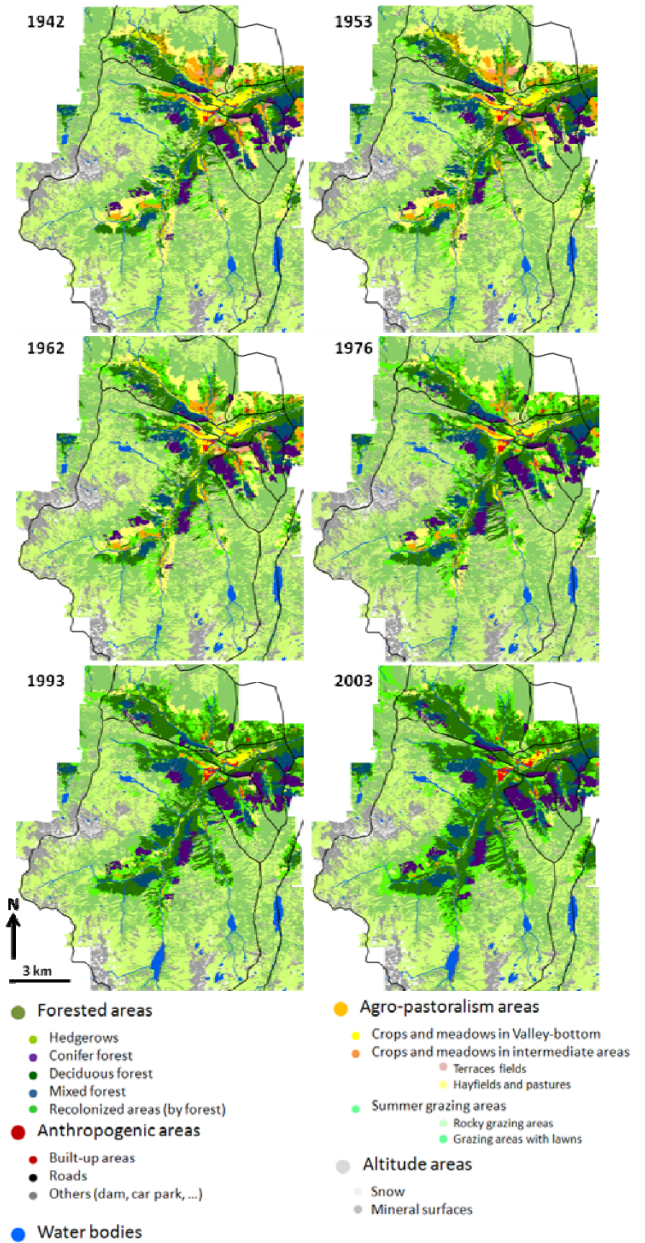 1942
1953
1962
1976
1993
2003
N
3 km
Forested areas
Hedgerows
Conifer forest
Deciduous forest
Mixed forest
Recolonized areas (by forest)
Anthropogenic areas
Built-up areas
Roads
Others (dam, car park, ...)
Water bodies
Agro-pastoralism areas
Crops and meadows in Valley-bottom
Crops and meadows in intermediate areas
Terraces fields
Hayfields and pastures
Summer grazing areas
Rocky grazing areas
Grazing areas with lawns
Altitude areas
Snow
Mineral surfaces